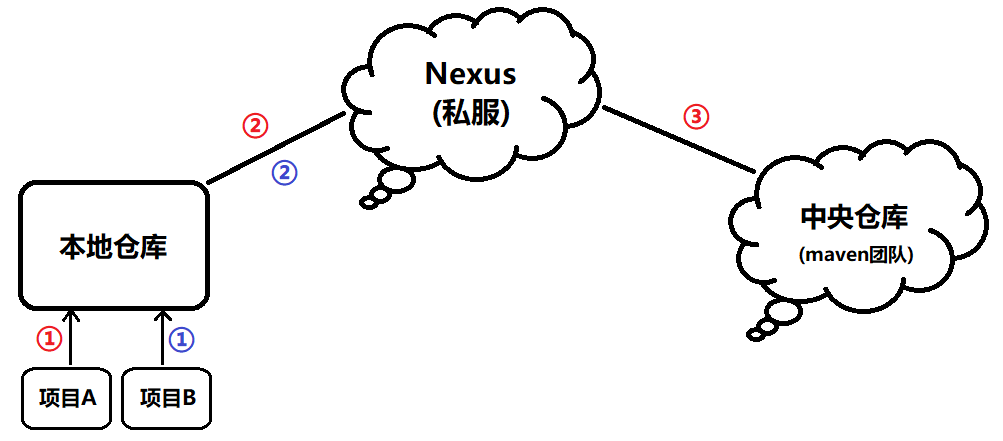 Nexus
(私服)
②
②
③
中央仓库
(maven团队)
本地仓库
①
①
项目A
项目B